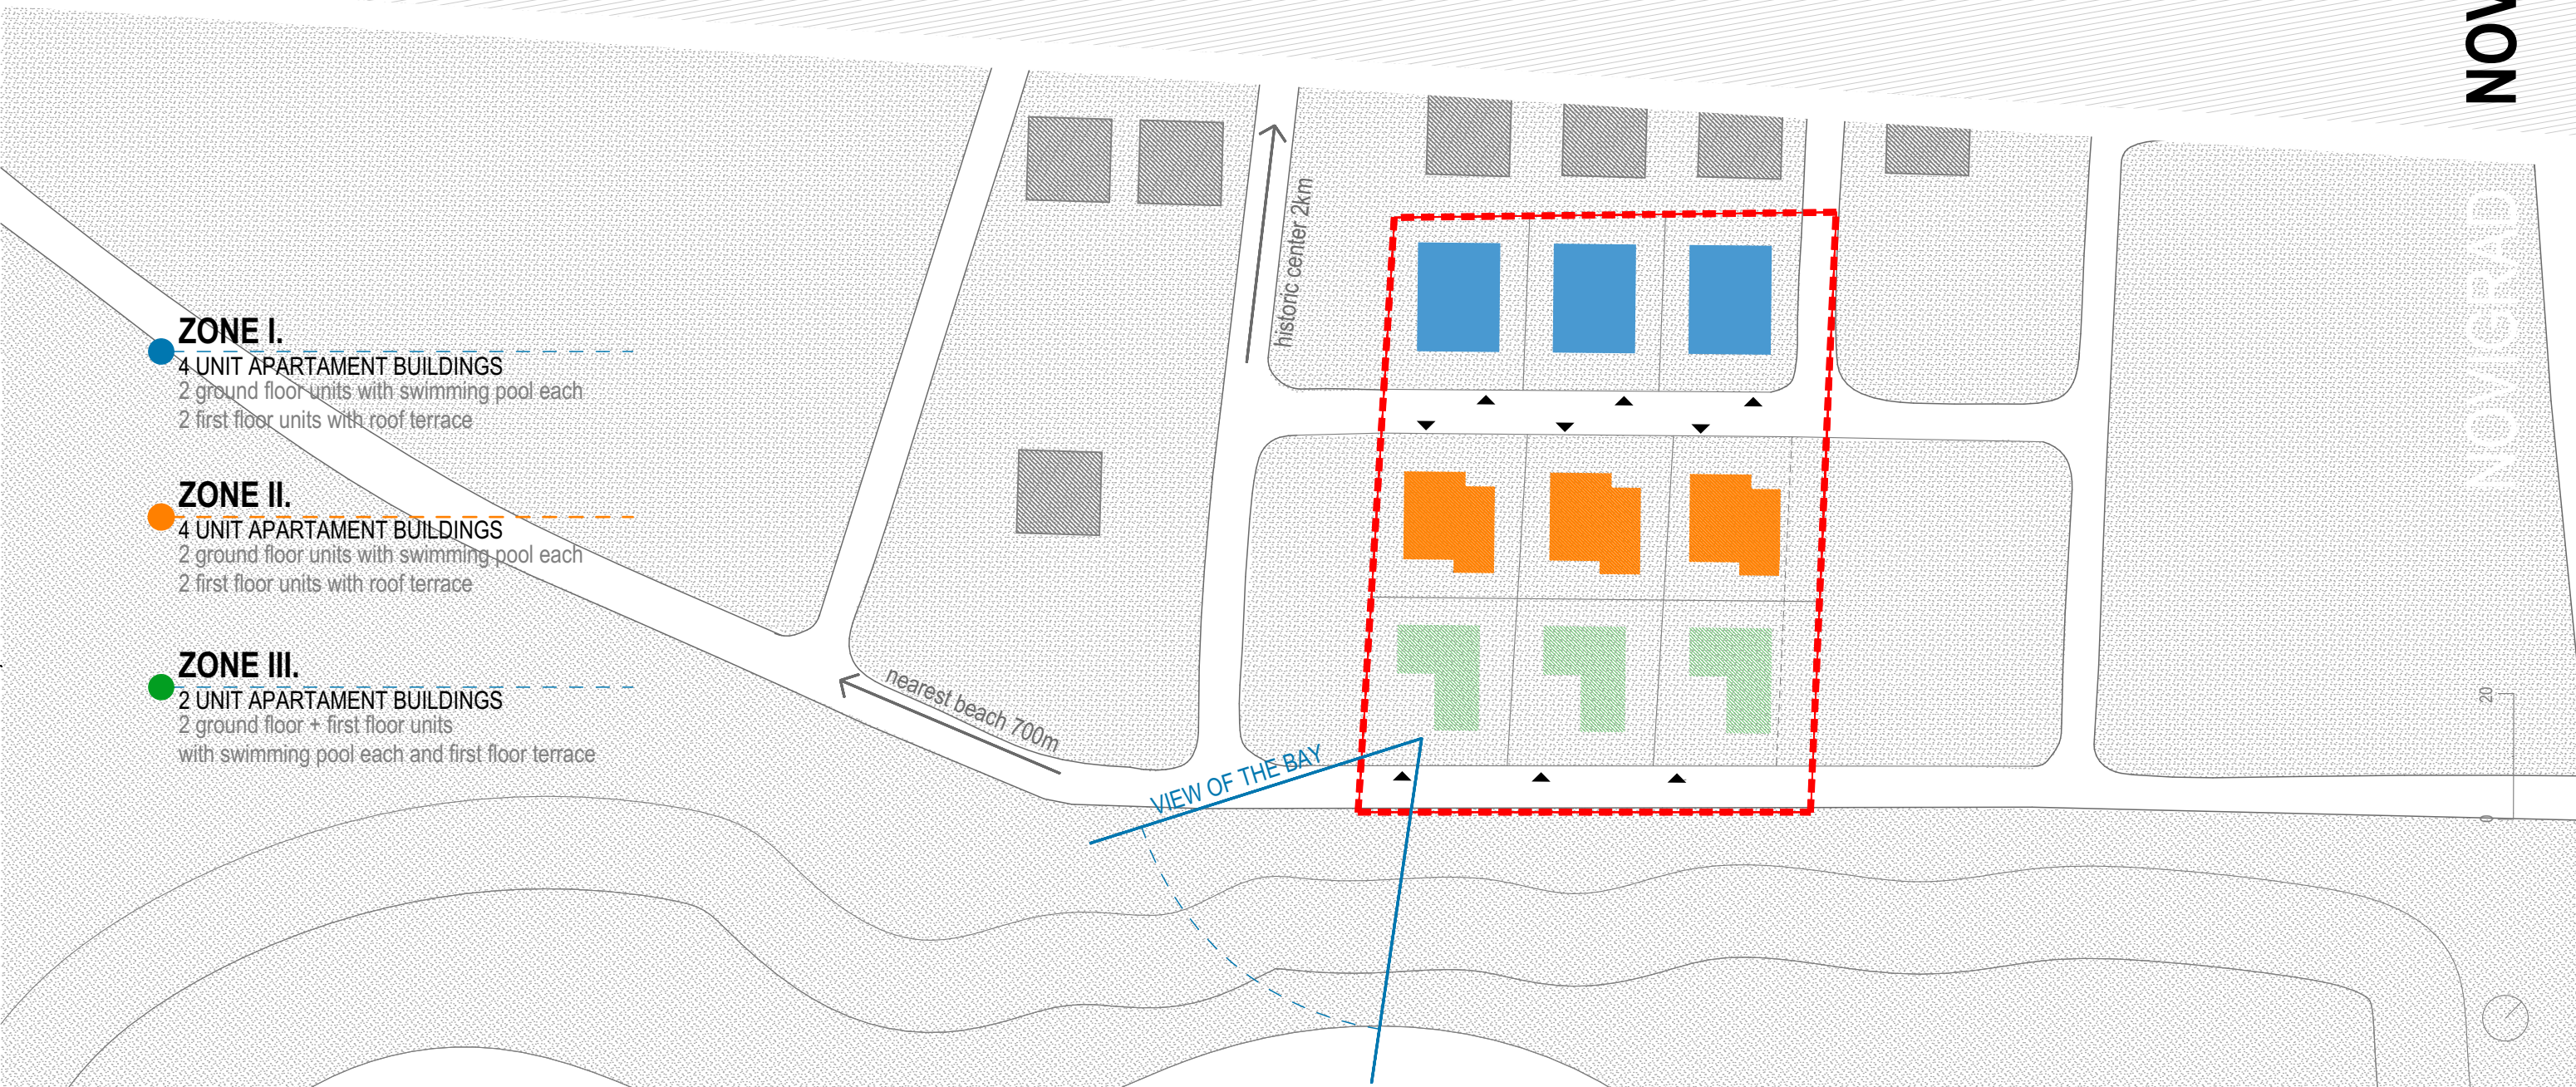 ZONE I.
4 UNIT APARTAMENT BUILDINGS
2 ground floor units with swimming pool each
2 first floor units with roof terrace
ZONE II.
4 UNIT APARTAMENT BUILDINGS
2 ground floor units with swimming pool each
2 first floor units with roof terrace
ZONE III.
2 UNIT APARTAMENT BUILDINGS
2 ground floor + first floor units
with swimming pool each and first floor terrace
historic center 2km
nearest beach 700m
VIEW OF THE BAY
NOV
NOVIGRAD
20
0